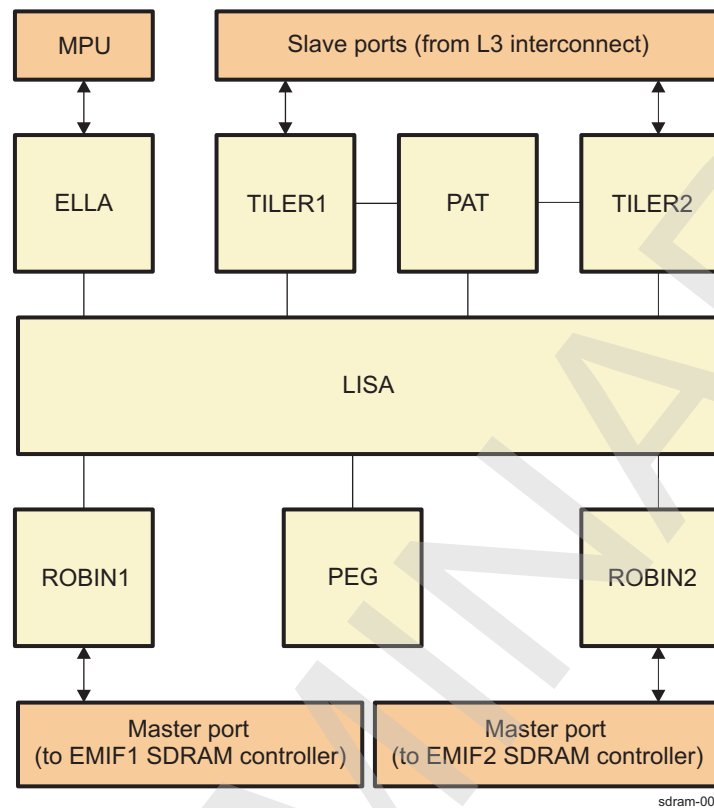 MPU
Slave ports (from L3 interconnect)
ELLA
TILER1
PAT
TILER2
LISA
ROBIN1
PEG
ROBIN2
Master port
(to EMIF1 SDRAM controller)
Master port
(to EMIF2 SDRAM controller)
sdram-00
MINA